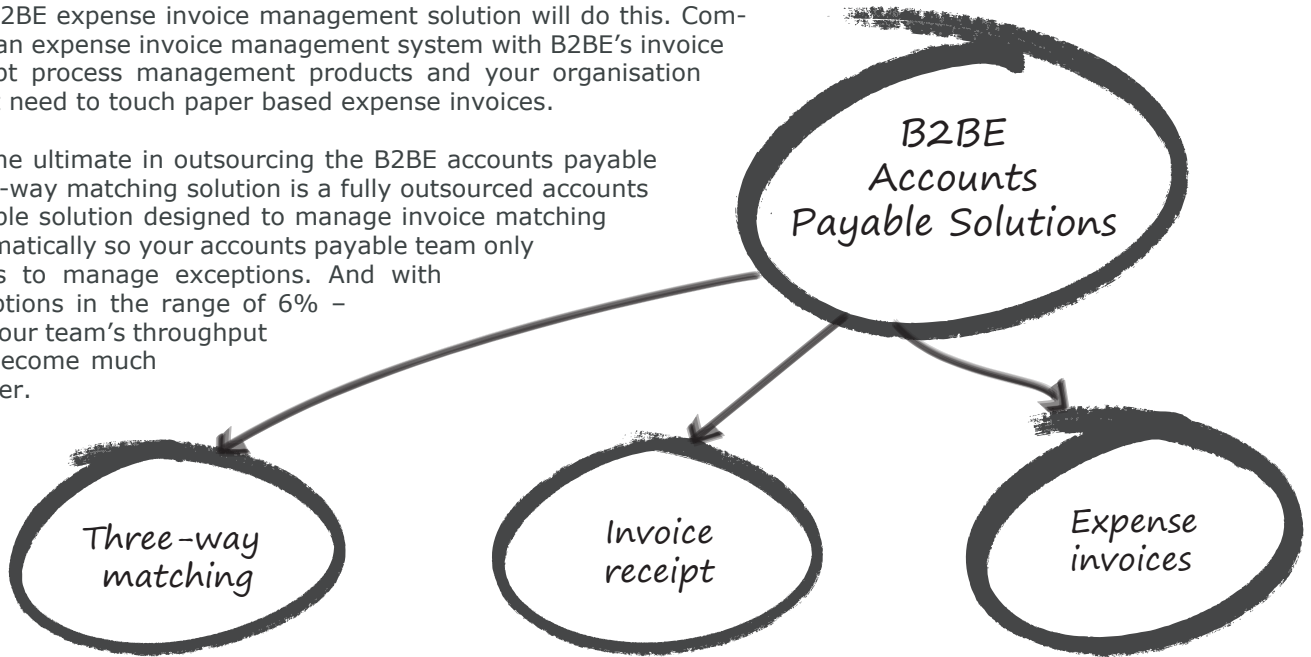 2BE expense invoice management solution will do this. Com-
an expense invoice management system with B2BE's invoice
pt process management products and your organisation
need to touch paper based expense invoices.
he ultimate in outsourcing the B2BE accounts payable
-way matching solution is a fully outsourced accounts
ble solution designed to manage invoice matching
matically so your accounts payable team only
s to manage exceptions. And with
ptions in the range of 6% –
our team's throughput
ecome much
er.
B2BE
Accounts
Payable Solutions
Three-way
matching
Invoice
receipt
Expense
invoices